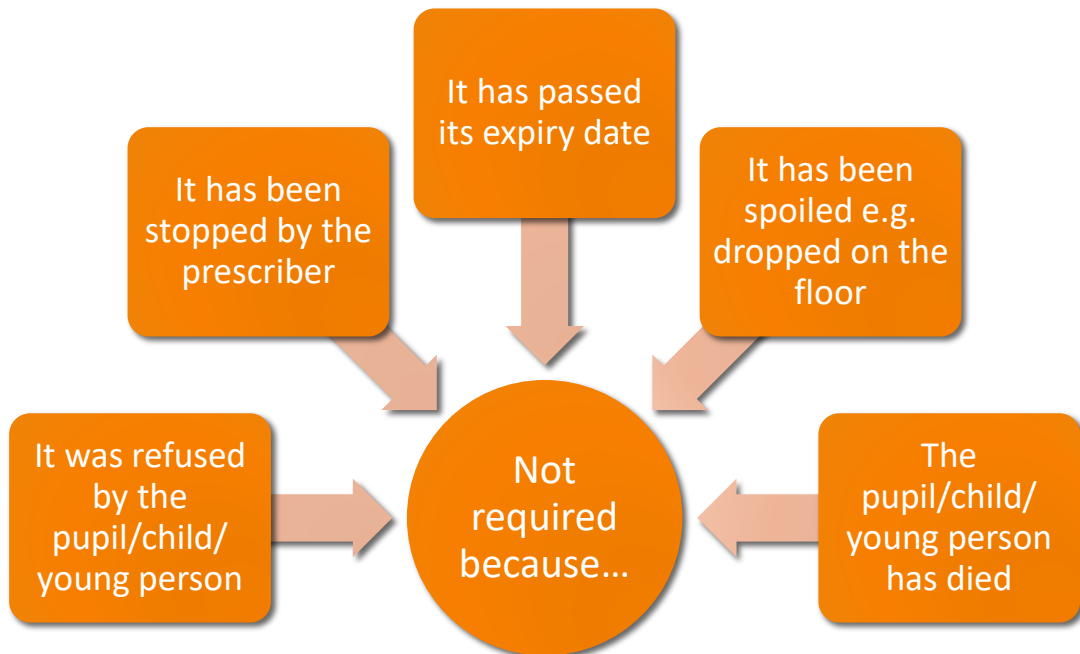 It was refused
by the
pupil/child/
young person
It has been
stopped by the
prescriber
It has passed
its expiry date
It has been
spoiled e.g.
dropped on the
floor
The
pupil/child/
young person
has died
Not
required
because...